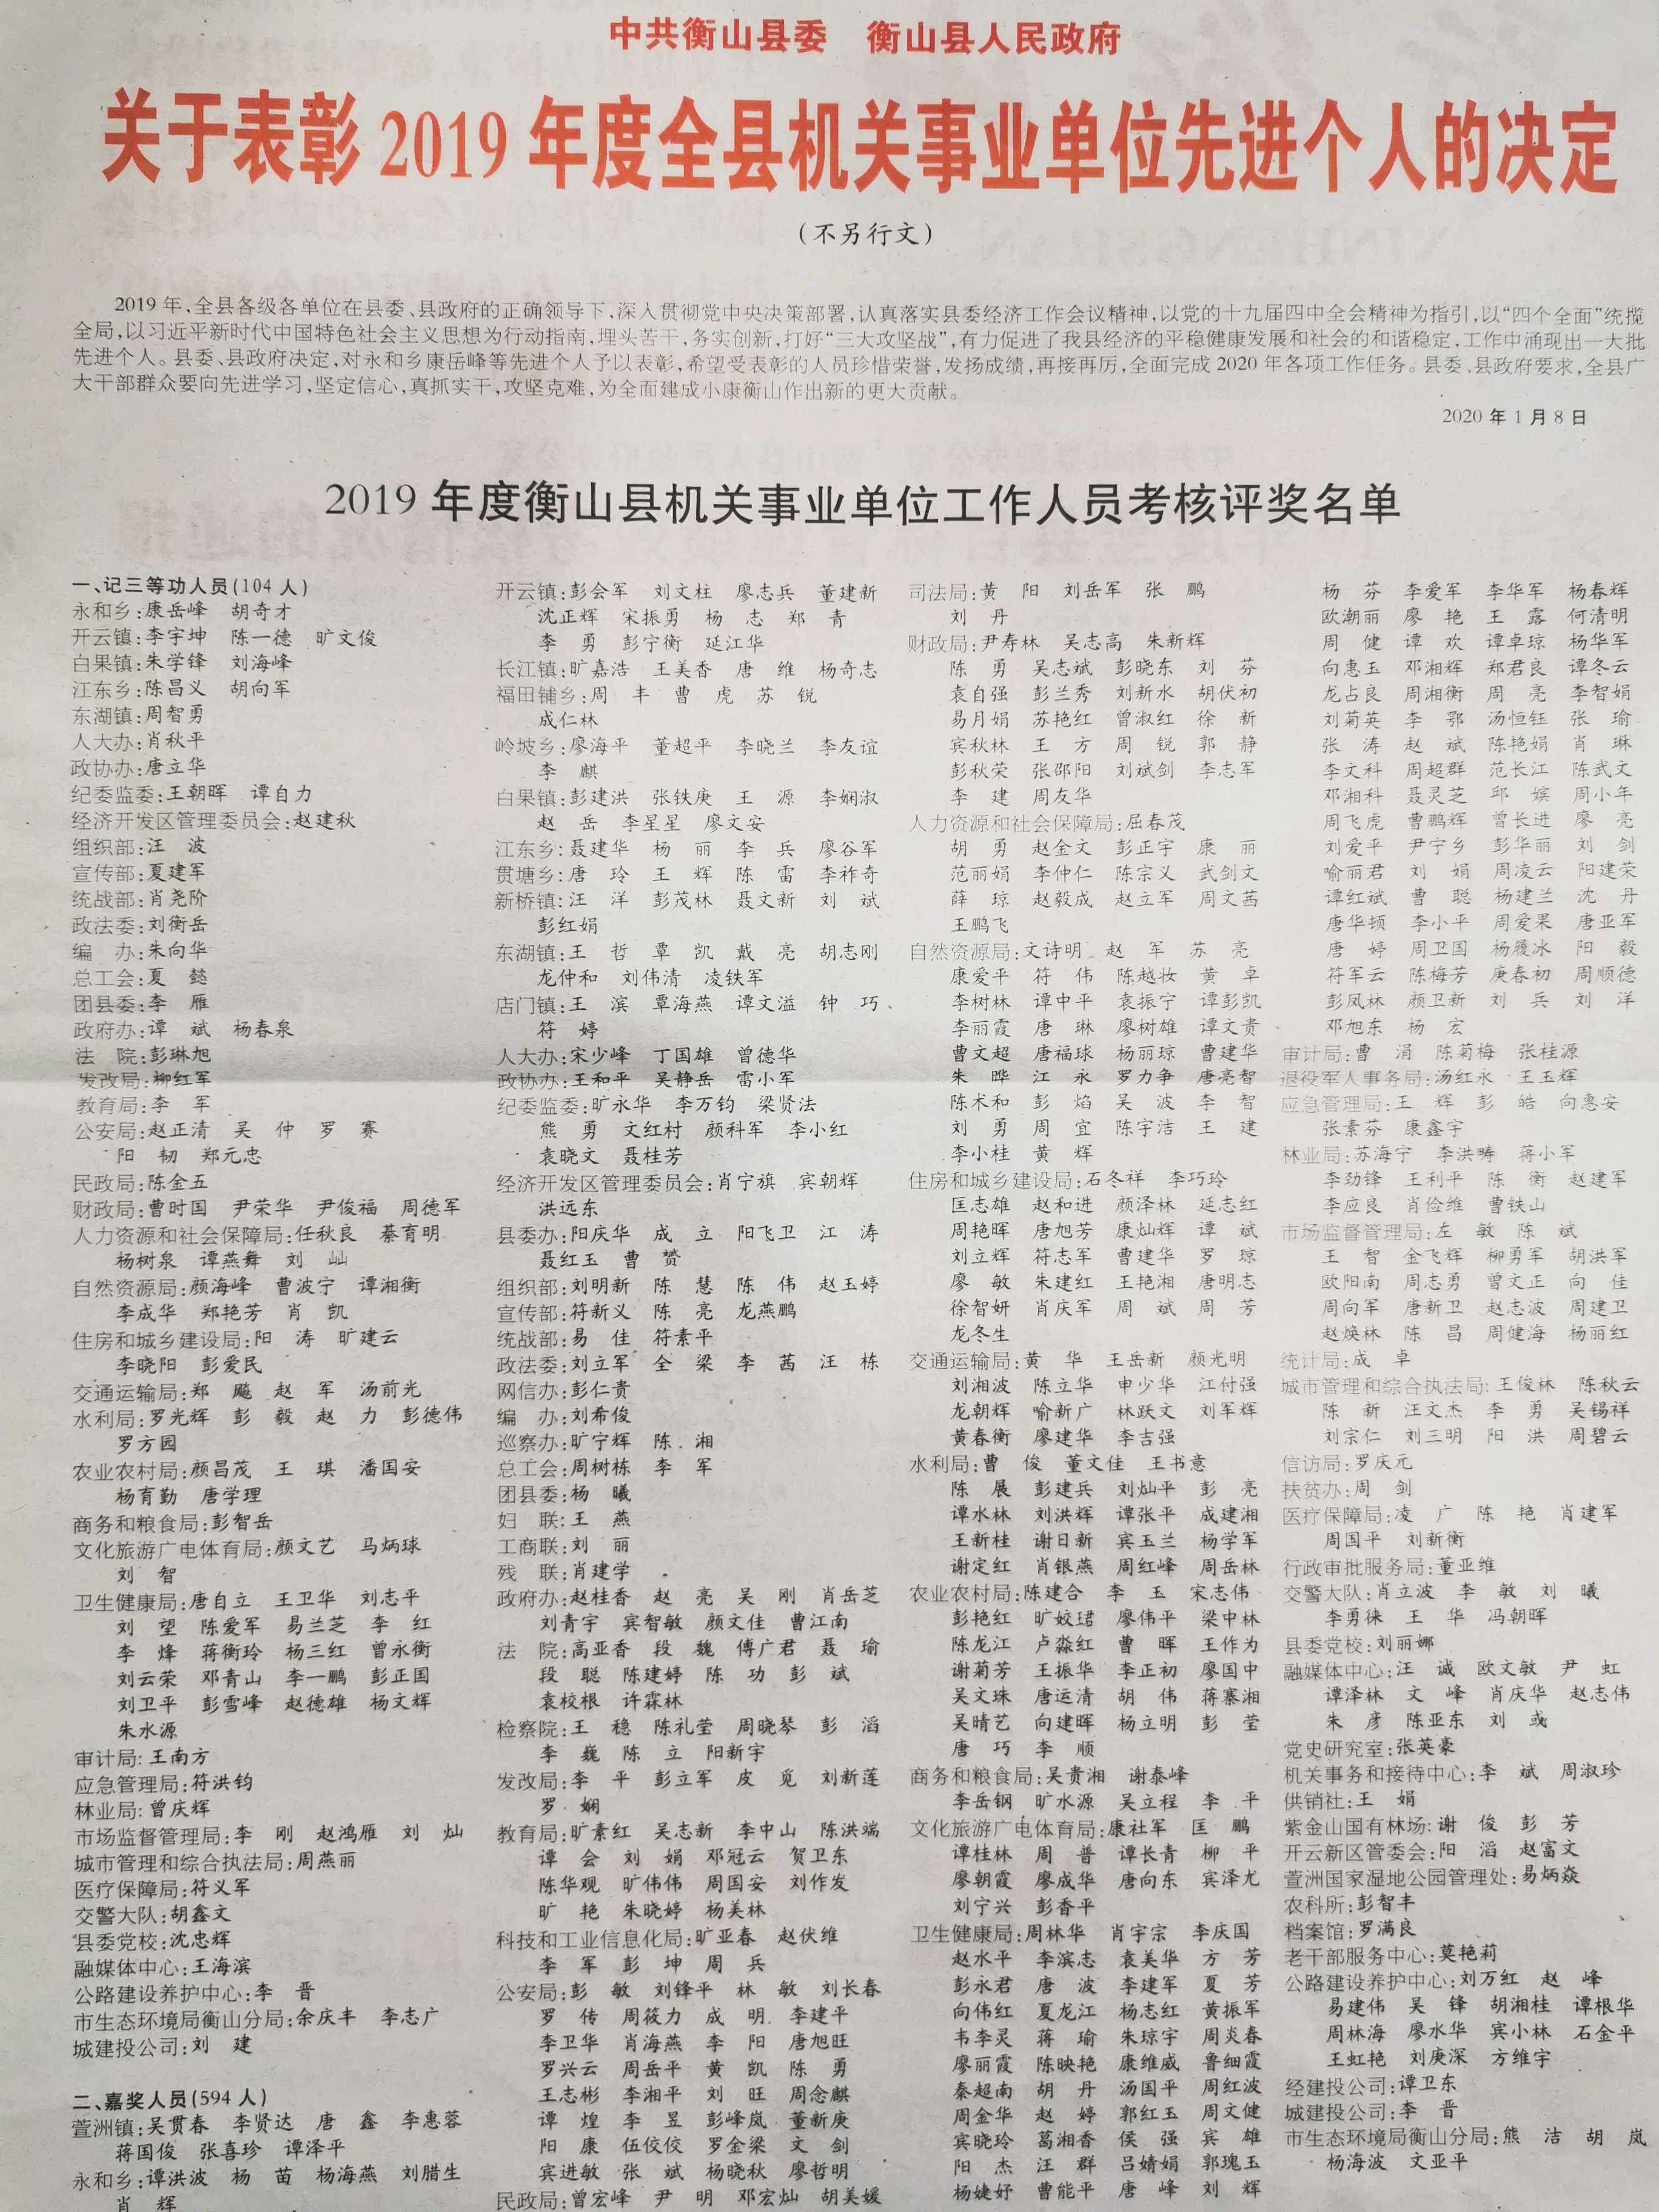 中共衡山县委　衡山县人民政府
关于表彰 2019 年度全县机关事业单位先进个人的决定
（不另行文）
2019 年,全县各级各单位在县委、县政府的正确领导下,深入贯彻党中央决策部署,认真落实县委经济工作会议精神,以党的十九届四中全会精神为指引,以“四个全面”统揽
全局,以习近平新时代中国特色社会主义思想为行动指南,埋头苦干,务实创新,打好“三大攻坚战”,有力促进了我县经济的平稳健康发展和社会的和谐稳定,工作中涌现出一大批
先进个人。县委、县政府决定,对永和乡康岳峰等先进个人予以表彰,希望受表彰的人员珍惜荣誉,发扬成绩,再接再厉,全面完成 2020 年各项工作任务。县委、县政府要求,全县广
大干部群众要向先进学习,坚定信心,真抓实干,攻坚克难,为全面建成小康衡山作出新的更大贡献。
2020 年 1 月 8 日
2019 年度衡山县机关事业单位工作人员考核评奖名单
一、记三等功人员(104 人)
永和乡:康岳峰　胡奇才
开云镇:李宇坤　陈一德　旷文俊
白果镇:朱学锋　刘海峰
江东乡:陈昌义　胡向军
东湖镇:周智勇
人大办:肖秋平
政协办:唐立华
纪委监委:王朝晖　谭自力
经济开发区管理委员会:赵建秋
组织部:汪　波
宣传部:夏建军
统战部:肖尧阶
政法委:刘衡岳
编　办:朱向华
总工会:夏　懿
团县委:李　雁
政府办:谭　斌　杨春泉
法　院:彭琳旭
发改局:柳红军
教育局:李　军
公安局:赵正清　吴　仲　罗　赛
阳　韧　郑元忠
民政局:陈金五
财政局:曹时国　尹荣华　尹俊福　周德军
人力资源和社会保障局:任秋良　綦育明
杨树泉　谭燕舞　刘　屾
自然资源局:颜海峰　曹波宁　谭湘衡
李成华　郑艳芳　肖　凯
住房和城乡建设局:阳　涛　旷建云
李晓阳　彭爱民
交通运输局:郑　飚　赵　军　汤前光
水利局:罗光辉　彭　毅　赵　力　彭德伟
罗方园
农业农村局:颜昌茂　王　琪　潘国安
杨育勤　唐学理
商务和粮食局:彭智岳
文化旅游广电体育局:颜文艺　马炳球
刘　智
卫生健康局:唐自立　王卫华　刘志平
刘　望　陈爱军　易兰芝　李　红
李　烽　蒋衡玲　杨三红　曾永衡
刘云荣　邓青山　李一鹏　彭正国
刘卫平　彭雪峰　赵德雄　杨文辉
朱水源
审计局:王南方
应急管理局:符洪钧
林业局:曾庆辉
市场监督管理局:李　刚　赵鸿雁　刘　灿
城市管理和综合执法局:周燕丽
医疗保障局:符义军
交警大队:胡鑫文
县委党校:沈忠辉
融媒体中心:王海滨
公路建设养护中心:李　晋
市生态环境局衡山分局:余庆丰　李志广
城建投公司:刘　建
二、嘉奖人员(594 人)
萱洲镇:吴贯春　李贤达　唐　鑫　李惠蓉
蒋国俊　张喜珍　谭泽平
永和乡:谭洪波　杨　苗　杨海燕　刘腊生
肖　辉
开云镇:彭会军　刘文柱　廖志兵　董建新
沈正辉　宋振勇　杨　志　郑　青
李　勇　彭宁衡　延江华
长江镇:旷嘉浩　王美香　唐　维　杨奇志
福田铺乡:周　丰　曹　虎　苏　锐
成仁林
岭坡乡:廖海平　董超平　李晓兰　李友谊
李　麒
白果镇:彭建洪　张铁庚　王　源　李娴淑
赵　岳　李星星　廖文安
江东乡:聂建华　杨　丽　李　兵　廖谷军
贯塘乡:唐　玲　王　辉　陈　雷　李祚奇
新桥镇:汪　洋　彭茂林　聂文新　刘　斌
彭红娟
东湖镇:王　哲　覃　凯　戴　亮　胡志刚
龙仲和　刘伟清　凌铁军
店门镇:王　滨　覃海燕　谭文溢　钟　巧
符　婷
人大办:宋少峰　丁国雄　曾德华
政协办:王和平　吴静岳　雷小军
纪委监委:旷永华　李万钧　梁贤法
熊　勇　文红村　颜科军　李小红
袁晓文　聂桂芳
经济开发区管理委员会:肖宁旗　宾朝辉
洪远东
县委办:阳庆华　成　立　阳飞卫　江　涛
聂红玉　曹　赟
组织部:刘明新　陈　慧　陈　伟　赵玉婷
宣传部:符新义　陈　亮　龙燕鹏
统战部:易　佳　符素平
政法委:刘立军　全　梁　李　茜　汪　栋
网信办:彭仁贵
编　办:刘希俊
巡察办:旷宁辉　陈　湘
总工会:周树栋　李　军
团县委:杨　曦
妇　联:王　燕
工商联:刘　丽
残　联:肖建学
政府办:赵桂香　赵　亮　吴　刚　肖岳芝
刘青宇　宾智敏　颜文佳　曹江南
法　院:高亚香　段　魏　傅广君　聂　瑜
段　聪　陈建婷　陈　功　彭　斌
袁校根　许霖林
检察院:王　稳　陈礼莹　周晓琴　彭　滔
李　巍　陈　立　阳新宇
发改局:李　平　彭立军　皮　觅　刘新莲
罗　娴
教育局:旷素红　吴志新　李中山　陈洪端
谭　会　刘　娟　邓冠云　贺卫东
陈华观　旷伟伟　周国安　刘作发
旷　艳　朱晓婷　杨美林
科技和工业信息化局:旷亚春　赵伏维
李　军　彭　坤　周　兵
公安局:彭　敏　刘锋平　林　敏　刘长春
罗　传　周筱力　成　明　李建平
李卫华　肖海燕　李　阳　唐旭旺
罗兴云　周岳平　黄　凯　陈　勇
王志彬　李湘平　刘　旺　周念麒
谭　煌　李　昱　彭峰岚　董新庚
阳　康　伍佼佼　罗金梁　文　剑
宾进敏　张　斌　杨晓秋　廖哲明
民政局:曾宏峰　尹　明　邓宏灿　胡美媛
司法局:黄　阳　刘岳军　张　鹏
刘　丹
财政局:尹寿林　吴志高　朱新辉
陈　勇　吴志斌　彭晓东　刘　芬
袁自强　彭兰秀　刘新水　胡伏初
易月娟　苏艳红　曾淑红　徐　新
宾秋林　王　方　周　锐　郭　静
彭秋荣　张邵阳　刘斌剑　李志军
李　建　周友华
人力资源和社会保障局:屈春茂
胡　勇　赵金文　彭正宇　康　丽
范丽娟　李仲仁　陈宗义　武剑文
薛　琼　赵毅成　赵立军　周文茜
王鹏飞
自然资源局:文诗明　赵　军　苏　亮
康爱平　符　伟　陈越妆　黄　卓
李树林　谭中平　袁振宁　谭彭凯
李丽霞　唐　琳　廖树雄　谭文贵
曹文超　唐福球　杨丽琼　曹建华
朱　晔　江　永　罗力争　唐亮智
陈术和　彭　焰　吴　波　李　智
刘　勇　周　宜　陈宇洁　王　建
李小桂　黄　辉
住房和城乡建设局:石冬祥　李巧玲
匡志雄　赵和进　颜泽林　延志红
周艳晖　唐旭芳　康灿辉　谭　斌
刘立辉　符志军　曹建华　罗　琼
廖　敏　朱建红　王艳湘　唐明志
徐智妍　肖庆军　周　斌　周　芳
龙冬生
交通运输局:黄　华　王岳新　颜光明
刘湘波　陈立华　申少华　江付强
龙朝辉　喻新广　林跃文　刘军辉
黄春衡　廖建华　李吉强
水利局:曹　俊　董文佳　王书意
陈　展　彭建兵　刘灿平　彭　亮
谭水林　刘洪辉　谭张平　成建湘
王新桂　谢日新　宾玉兰　杨学军
谢定红　肖银燕　周红峰　周岳林
农业农村局:陈建合　李　玉　宋志伟
彭艳红　旷姣珺　廖伟平　梁中林
陈龙江　卢淼红　曹　晖　王作为
谢菊芳　王振华　李正初　廖国中
吴文珠　唐运清　胡　伟　蒋寨湘
吴晴艺　向建晖　杨立明　彭　莹
唐　巧　李　顺
商务和粮食局:吴贵湘　谢泰峰
李岳钢　旷水源　吴立程　李　平
文化旅游广电体育局:康社军　匡　鹏
谭桂林　周　普　谭长青　柳　平
廖朝霞　廖成华　唐向东　宾泽尤
刘宁兴　彭香平
卫生健康局:周林华　肖宇宗　李庆国
赵水平　李滨志　袁美华　方　芳
彭永君　唐　波　李建军　夏　芳
向伟红　夏龙江　杨志红　黄振军
韦李灵　蒋　瑜　朱琼宇　周炎春
廖丽霞　陈映艳　康维威　鲁细霞
秦超南　胡　丹　汤国平　周红波
周金华　赵　婷　郭红玉　周文健
宾晓玲　葛湘香　侯　强　宾　雄
阳　杰　汪　群　吕婧娟　郭瑰玉
杨婕妤　曹能平　唐　峰　刘　辉
杨　芬　李爱军　李华军　杨春辉
欧潮丽　廖　艳　王　露　何清明
周　健　谭　欢　谭卓琼　杨华军
向惠玉　邓湘辉　郑君良　谭冬云
龙占良　周湘衡　周　亮　李智娟
刘菊英　李　鄂　汤恒钰　张　瑜
张　涛　赵　斌　陈艳娟　肖　琳
李文科　周超群　范长江　陈武文
邓湘科　聂灵芝　邱　嫔　周小年
周飞虎　曹鹏辉　曾长进　廖　亮
刘爱平　尹宁乡　彭华丽　刘　剑
喻丽君　刘　娟　周凌云　阳建荣
谭红斌　曹　聪　杨建兰　沈　丹
唐华顿　李小平　周爱果　唐亚军
唐　婷　周卫国　杨履冰　阳　毅
符军云　陈梅芳　庚春初　周顺德
彭凤林　颜卫新　刘　兵　刘　洋
邓旭东　杨　宏
审计局:曹　涓　陈菊梅　张桂源
退役军人事务局:汤红永　王玉辉
应急管理局:王　辉　彭　皓　向惠安
张素芬　康鑫宇
林业局:苏海宁　李洪畴　蒋小军
李劲锋　王利平　陈　衡　赵建军
李应良　肖俭维　曹铁山
市场监督管理局:左　敏　陈　斌
王　智　金飞辉　柳勇军　胡洪军
欧阳南　周志勇　曾文正　向　佳
周向军　唐新卫　赵志波　周建卫
赵焕林　陈　昌　周健海　杨丽红
统计局:成　卓
城市管理和综合执法局:王俊林　陈秋云
陈　新　汪文杰　李　勇　吴锡祥
刘宗仁　刘三明　阳　洪　周碧云
信访局:罗庆元
扶贫办:周　剑
医疗保障局:凌　广　陈　艳　肖建军
周国平　刘新衡
行政审批服务局:董亚维
交警大队:肖立波　李　敏　刘　曦
李勇徕　王　华　冯朝晖
县委党校:刘丽娜
融媒体中心:汪　诚　欧文敏　尹　虹
谭泽林　文　峰　肖庆华　赵志伟
朱　彦　陈亚东　刘　彧
党史研究室:张英豪
机关事务和接待中心:李　斌　周淑珍
供销社:王　娟
紫金山国有林场:谢　俊　彭　芳
开云新区管委会:阳　滔　赵富文
萱洲国家湿地公园管理处:易炳焱
农科所:彭智丰
档案馆:罗满良
老干部服务中心:莫艳莉
公路建设养护中心:刘万红　赵　峰
易建伟　吴　锋　胡湘桂　谭根华
周林海　廖水华　宾小林　石金平
王虹艳　刘庚深　方维宇
经建投公司:谭卫东
城建投公司:李　晋
市生态环境局衡山分局:熊　洁　胡　岚
杨海波　文亚平